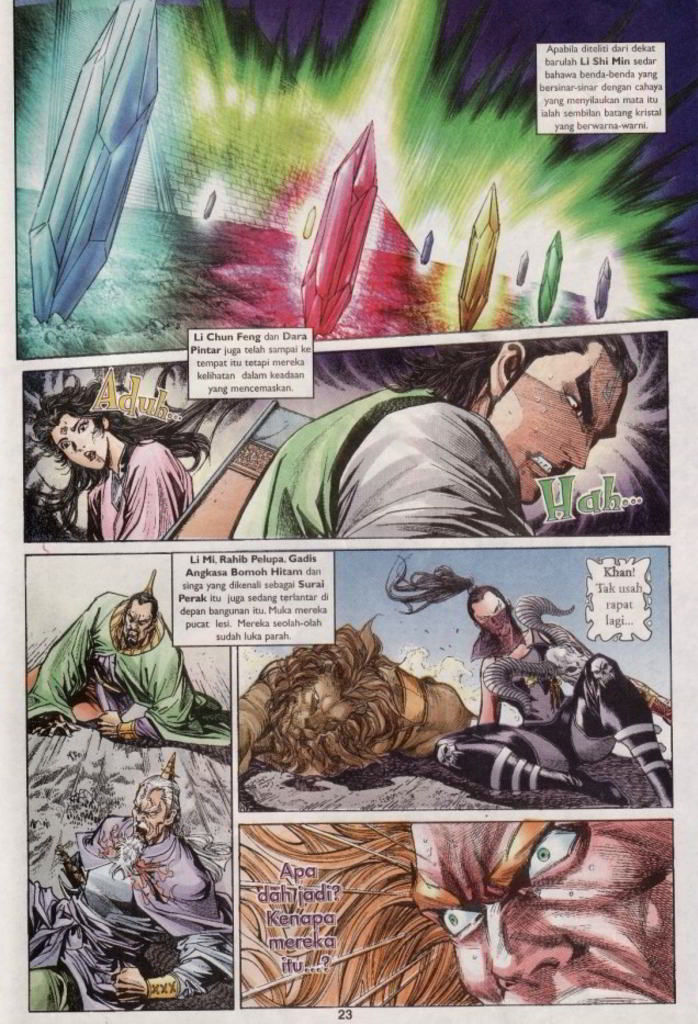 Apabila diteliti dari dekat
barulah Li Shi Min sedar
bahawa benda-benda yang
bersinar-sinar dengan cahaya
yang menyilaukan mata itu
ialah sembilan batang kristal
yang berwarna-warni.
Li Chun Feng dan Dara
Pintar juga telah sampai ke
tempat itu tetapi mereka
kelihatan dalam keadaan
yang mencemaskan.
Aduh...
Hah...
Li Mi, Rahib Pelupa, Gadis
Angkasa Bomoh Hitam dan
singa yang dikenali sebagai Surai
Perak itu juga sedang terlantar di
depan bangunan itu. Muka mereka
pucat lesi. Mereka seolah-olah
sudah luka parah.
Khan!
Tak usah
rapat
lagi...
Apa
dah jadi?
Kenapa
mereka
itu...?
23